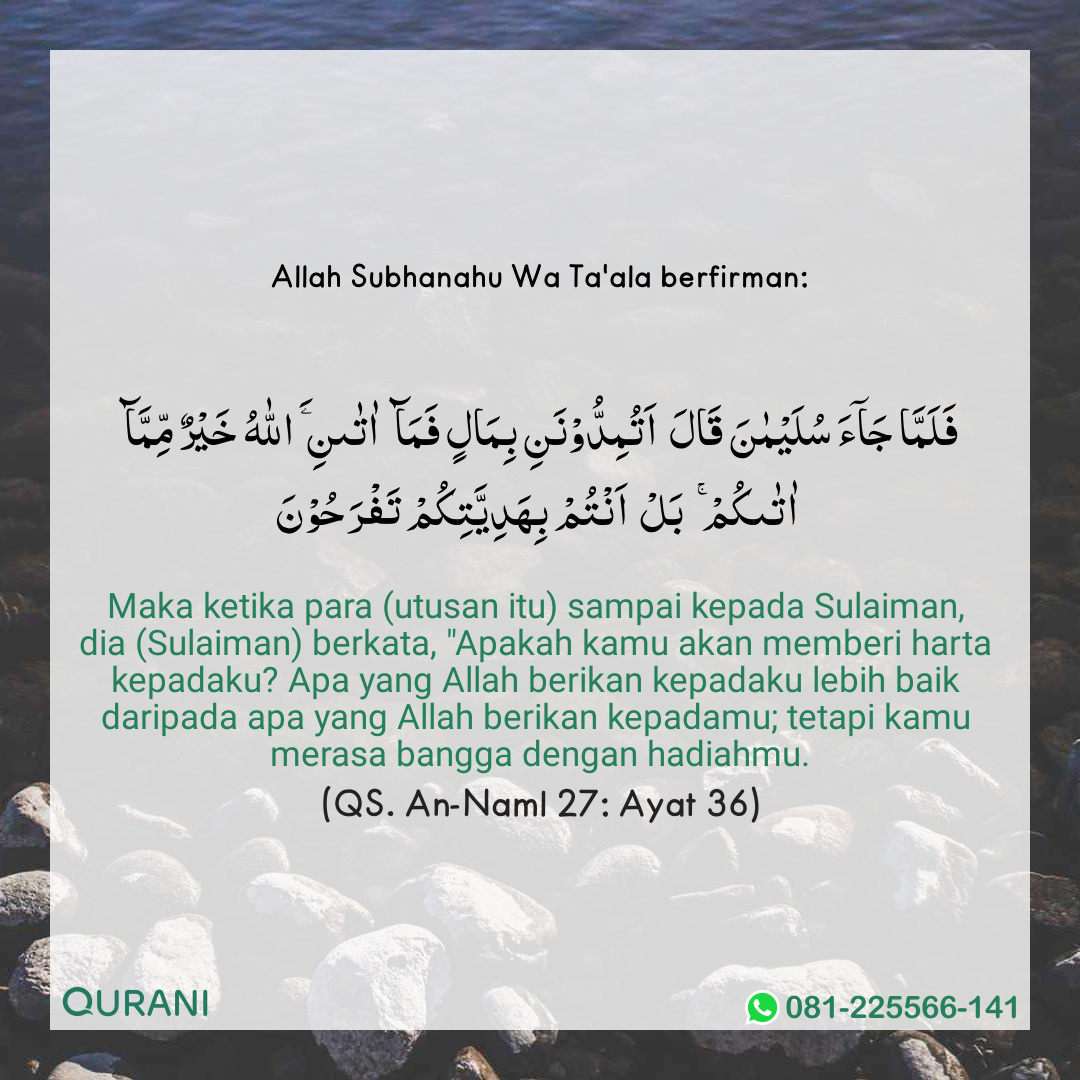 Allah Subhanahu Wa Ta'ala berfirman:
فَلَمَّا جَآءَ سُلَيْمٰنَ قَالَ اَتُمِدُّوْنَنِ بِمَالٍ فَمَاۤ اٰتٰٮنِۦَ اللّٰهُ خَيْرٌ مِّمَّاۤ
اٰتٰٮكُمْ ۚ بَلْ اَنْـتُمْ بِهَدِيَّتِكُمْ تَفْرَحُوْنَ
Maka ketika para (utusan itu) sampai kepada Sulaiman,
dia (Sulaiman) berkata, "Apakah kamu akan memberi harta
kepadaku? Apa yang Allah berikan kepadaku lebih baik
daripada apa yang Allah berikan kepadamu; tetapi kamu
merasa bangga dengan hadiahmu.
(QS. An-Naml 27: Ayat 36)
QURANI
081-225566-141